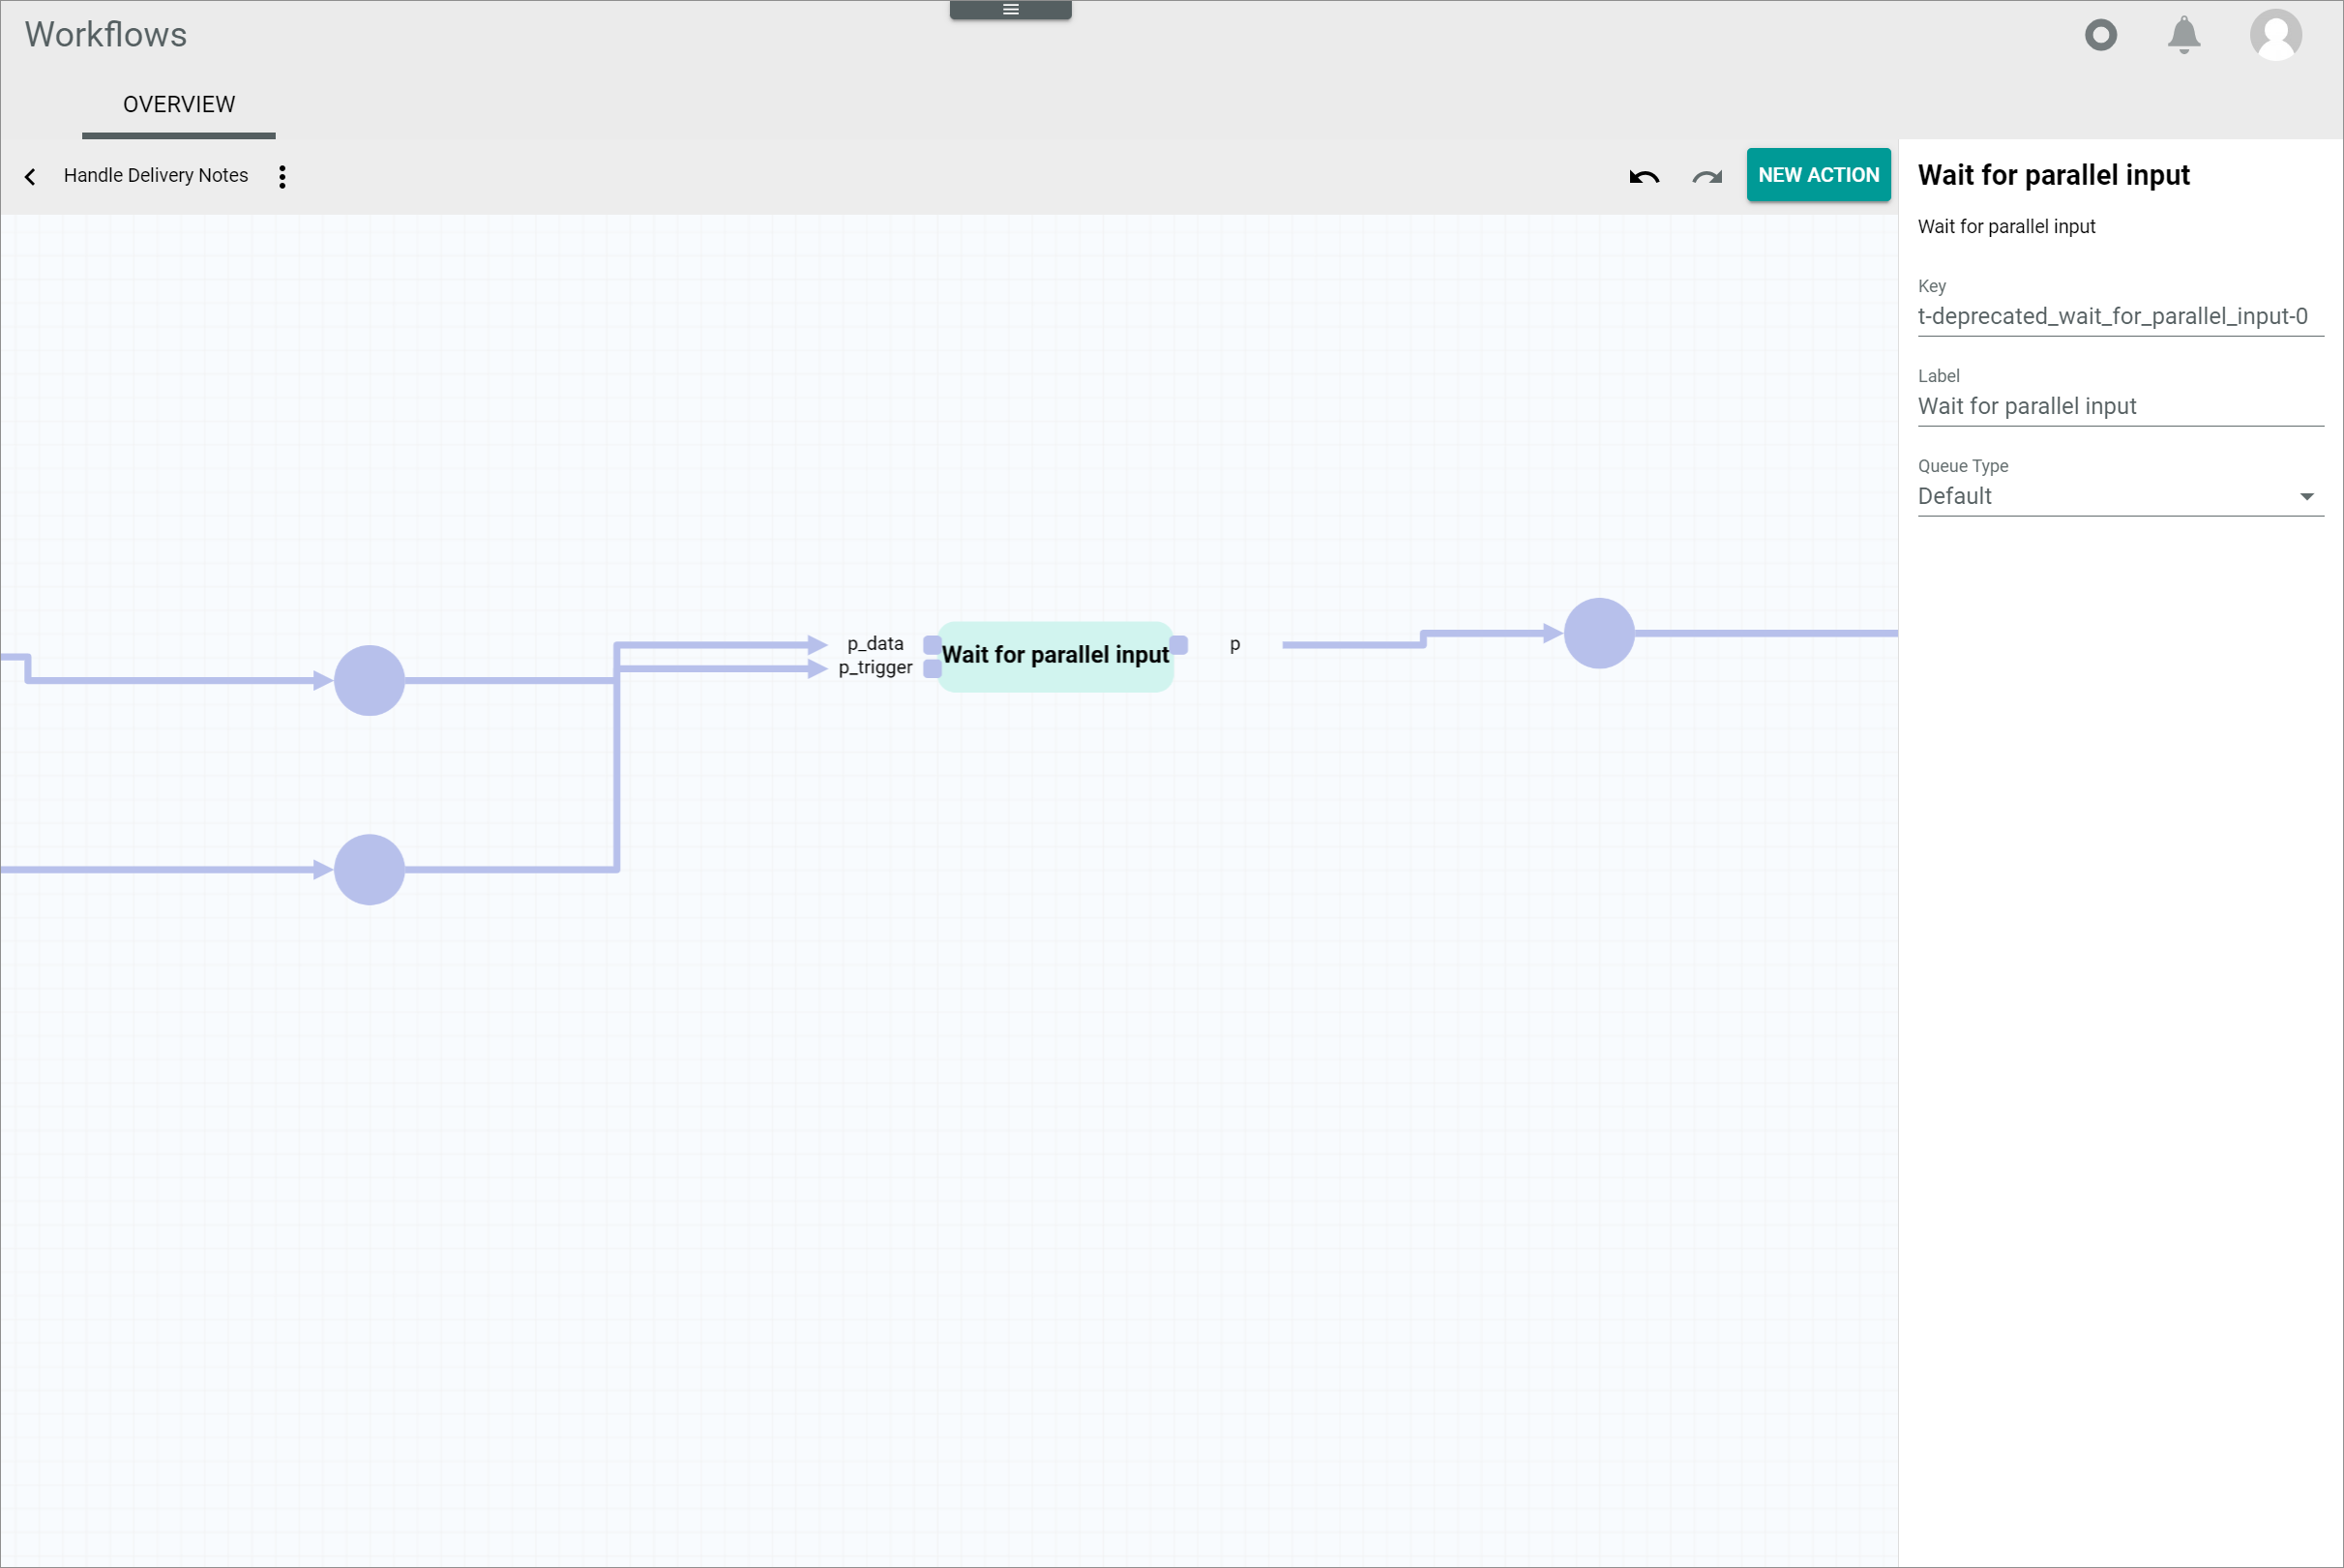 Workflows
OVERVIEW
Handle Delivery Notes
NEW ACTION
p_data
p_trigger
Wait for parallel input
p
Wait for parallel input
Wait for parallel input
Key
t-deprecated_wait_for_parallel_input-0
Label
Wait for parallel input
Queue Type
Default